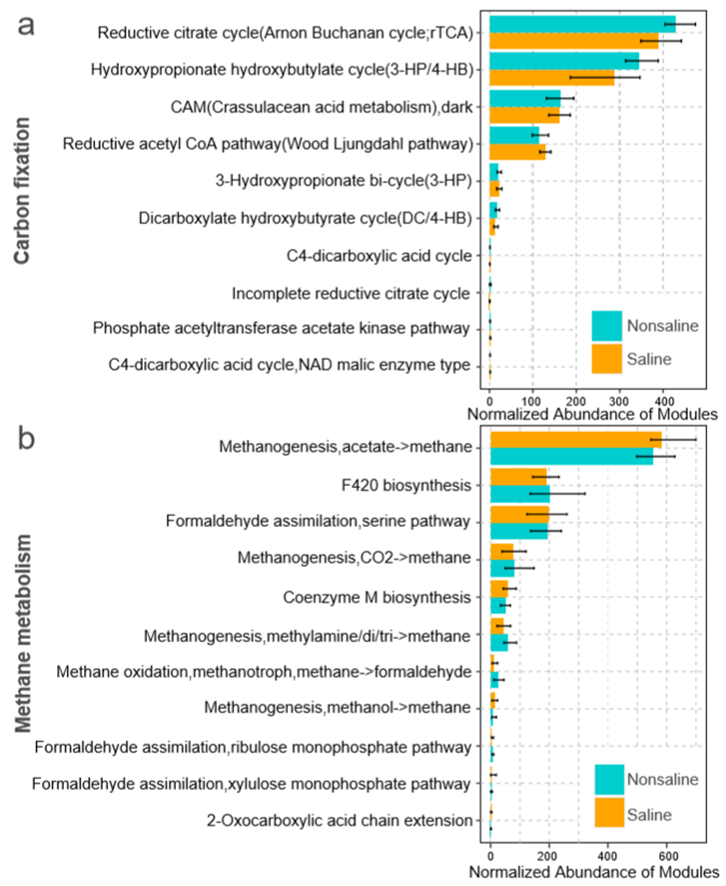 a
Carbon fixation
Reductive citrate cycle(Arnon Buchanan cycle;rTCA)
Hydroxypropionate hydroxybutylate cycle(3-HP/4-HB)
CAM(Crassulacean acid metabolism),dark
Reductive acetyl CoA pathway(Wood Ljungdahl pathway)
3-Hydroxypropionate bi-cycle(3-HP)
Dicarboxylate hydroxybutyrate cycle(DC/4-HB)
C4-dicarboxylic acid cycle
Incomplete reductive citrate cycle
Phosphate acetyltransferase acetate kinase pathway
C4-dicarboxylic acid cycle,NAD malic enzyme type
Nonsaline
Saline
0 100 200 300 400
Normalized Abundance of Modules
b
Methane metabolism
Methanogenesis,acetate->methane
F420 biosynthesis
Formaldehyde assimilation,serine pathway
Methanogenesis,CO2->methane
Coenzyme M biosynthesis
Methanogenesis,methylamine/di/tri->methane
Methane oxidation,methanotroph,methane->formaldehyde
Methanogenesis,methanol->methane
Formaldehyde assimilation,ribulose monophosphate pathway
Formaldehyde assimilation,xylulose monophosphate pathway
2-Oxocarboxylic acid chain extension
Nonsaline
Saline
0 200 400 600
Normalized Abundance of Modules